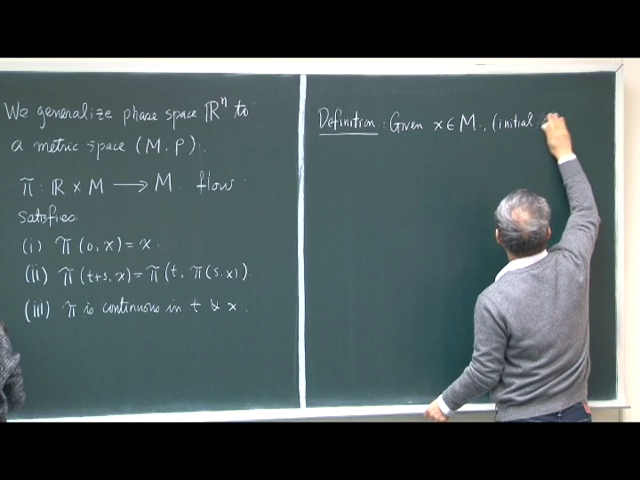 We generalize phase space ℝⁿ to
a metric space (M, ρ).
π : ℝ × M ⟶ M flow
satisfies
(i) π(0, x) = x.
(ii) π(t+s, x) = π(t, π(s, x)).
(iii) π is continuous in t & x.
Definition: Given x ∈ M, (initial